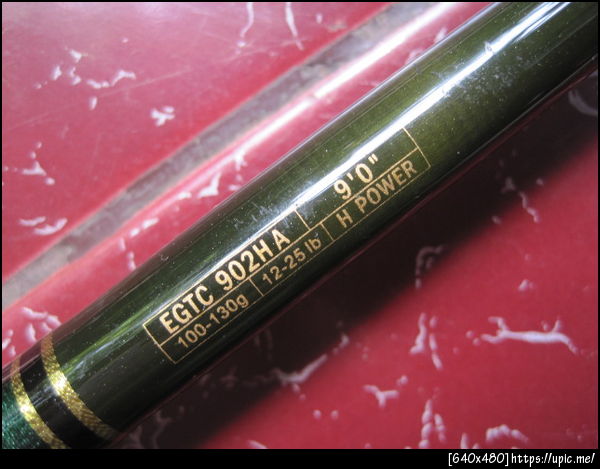 EGTC 902HA 9'0"
100-130g 12-25 lb H POWER
[640x480]https://upic.me/